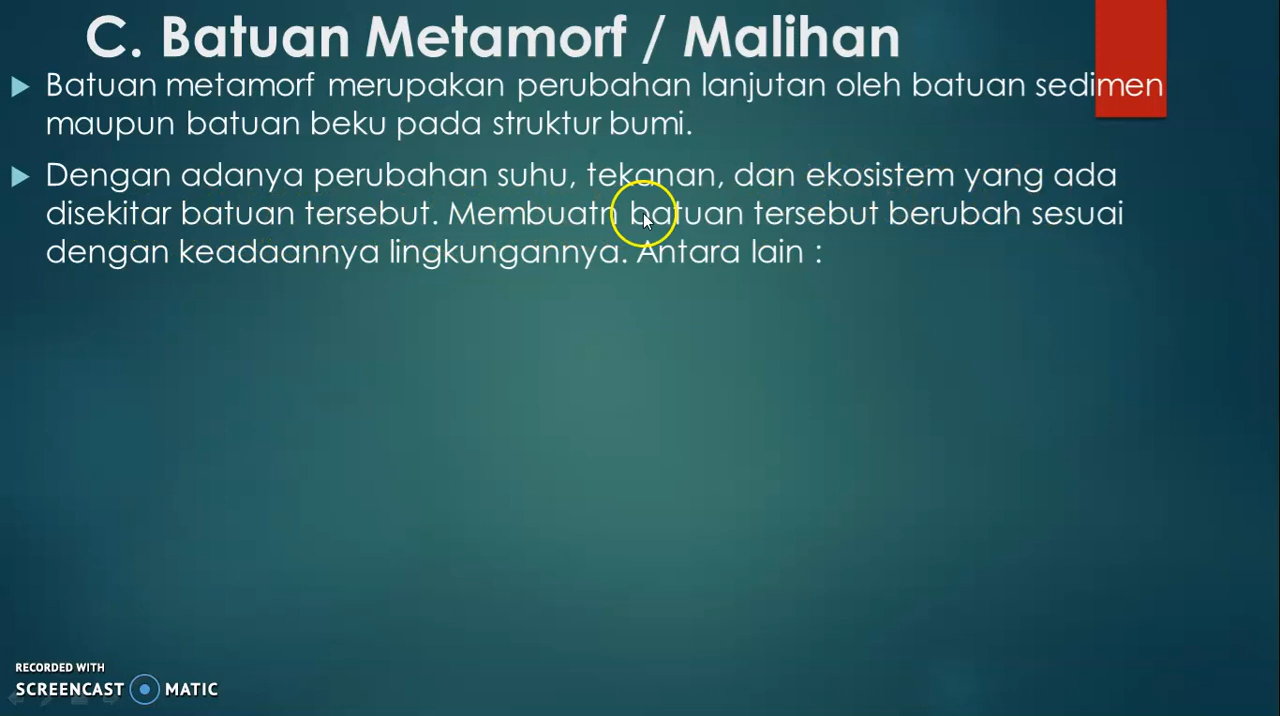 C. Batuan Metamorf / Malihan
Batuan metamorf merupakan perubahan lanjutan oleh batuan sedimen
maupun batuan beku pada struktur bumi.
Dengan adanya perubahan suhu, tekanan, dan ekosistem yang ada
disekitar batuan tersebut. Membuatn batuan tersebut berubah sesuai
dengan keadaannya lingkungannya. Antara lain :
RECORDED WITH
SCREENCAST MATIC